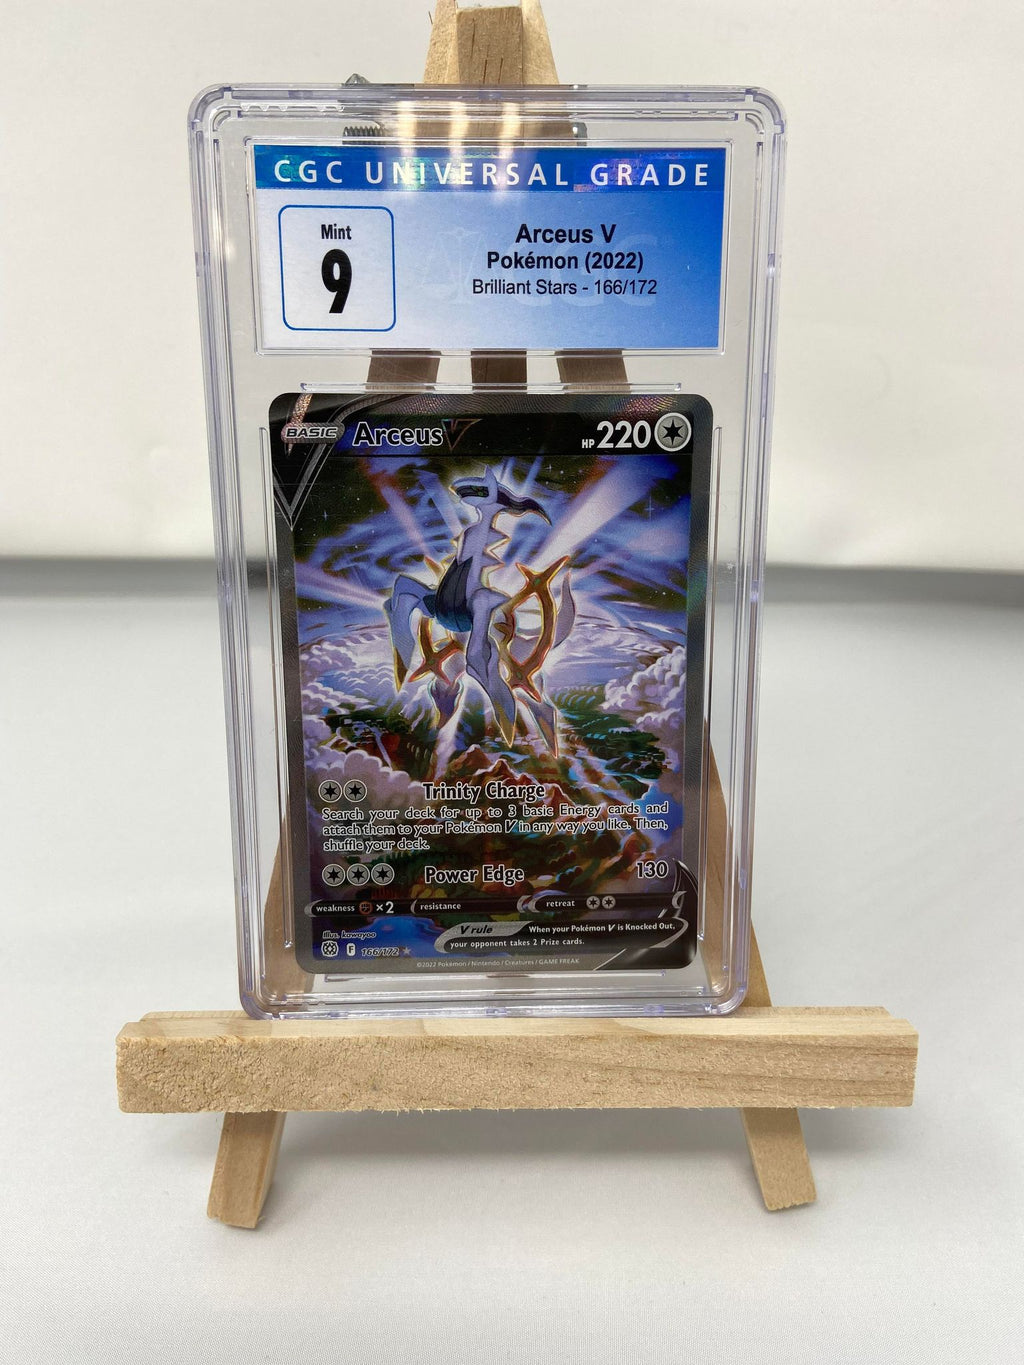 CGC UNIVERSAL GRADE
Mint
9
Arceus V
Pokémon (2022)
Brilliant Stars - 166/172
BASIC Arceus V HP 220
Trinity Charge
Search your deck for up to 3 basic Energy cards and
attach them to your Pokémon V in any way you like. Then,
shuffle your deck.
Power Edge 130
weakness ×2 resistance retreat
V rule When your Pokémon V is Knocked Out,
your opponent takes 2 Prize cards.
Illus. kawayoo
F 166/172
©2022 Pokémon / Nintendo / Creatures / GAME FREAK